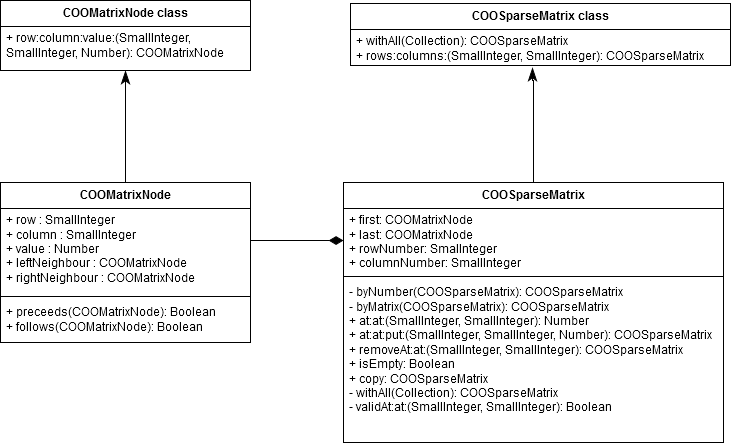 COOMatrixNode class
+ row:column:value:(SmallInteger,
SmallInteger, Number): COOMatrixNode
COOSparseMatrix class
+ withAll(Collection): COOSparseMatrix
+ rows:columns:(SmallInteger, SmallInteger): COOSparseMatrix
COOMatrixNode
+ row : SmallInteger
+ column : SmallInteger
+ value : Number
+ leftNeighbour : COOMatrixNode
+ rightNeighbour : COOMatrixNode
+ preceeds(COOMatrixNode): Boolean
+ follows(COOMatrixNode): Boolean
COOSparseMatrix
+ first: COOMatrixNode
+ last: COOMatrixNode
+ rowNumber: SmallInteger
+ columnNumber: SmallInteger
- byNumber(COOSparseMatrix): COOSparseMatrix
- byMatrix(COOSparseMatrix): COOSparseMatrix
+ at:at:(SmallInteger, SmallInteger): Number
+ at:at:put:(SmallInteger, SmallInteger, Number): COOSparseMatrix
+ removeAt:at:(SmallInteger, SmallInteger): COOSparseMatrix
+ isEmpty: Boolean
+ copy: COOSparseMatrix
- withAll(Collection): COOSparseMatrix
- validAt:at:(SmallInteger, SmallInteger): Boolean